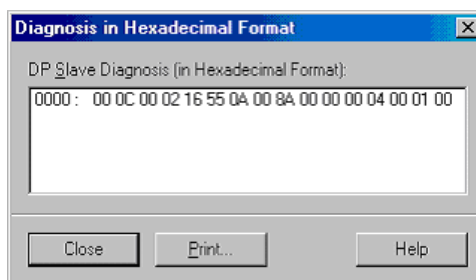 Diagnosis in Hexadecimal Format
DP Slave Diagnosis (in Hexadecimal Format):
0000 : 00 0C 00 02 16 55 0A 00 8A 00 00 00 04 00 01 00
Close Print... Help